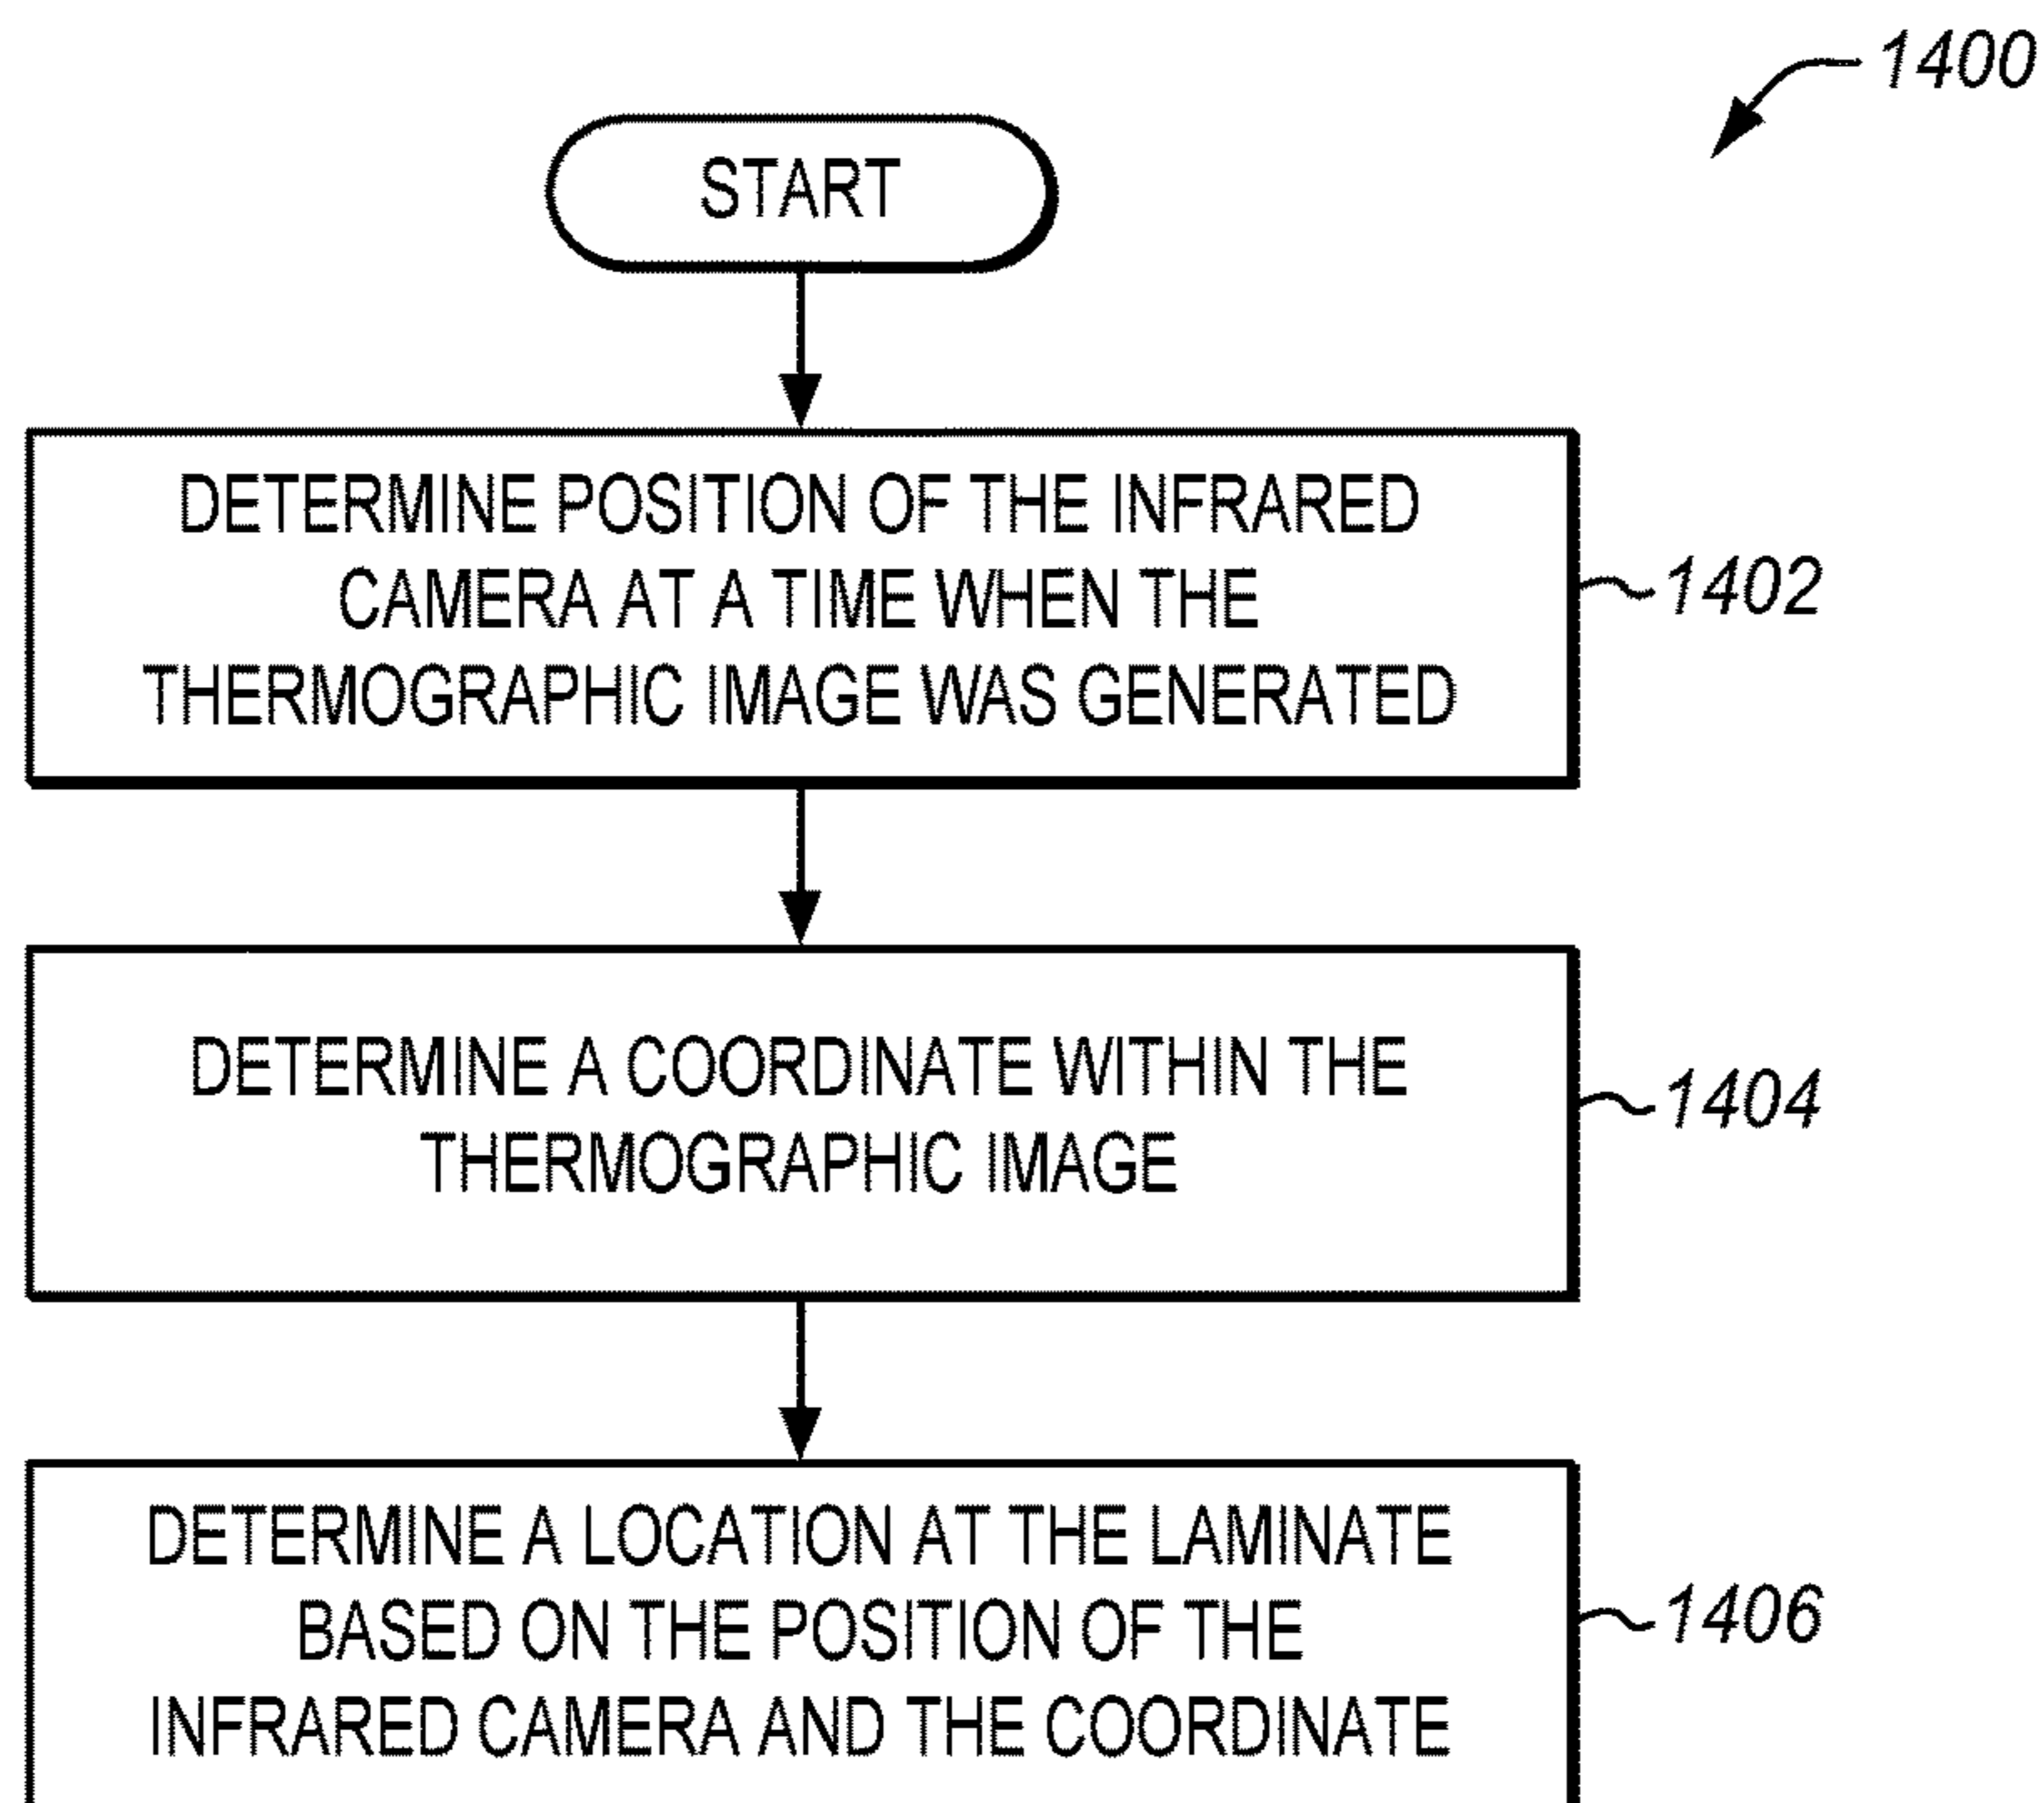 1400
START
DETERMINE POSITION OF THE INFRARED
CAMERA AT A TIME WHEN THE
THERMOGRAPHIC IMAGE WAS GENERATED
1402
DETERMINE A COORDINATE WITHIN THE
THERMOGRAPHIC IMAGE
1404
DETERMINE A LOCATION AT THE LAMINATE
BASED ON THE POSITION OF THE
INFRARED CAMERA AND THE COORDINATE
1406